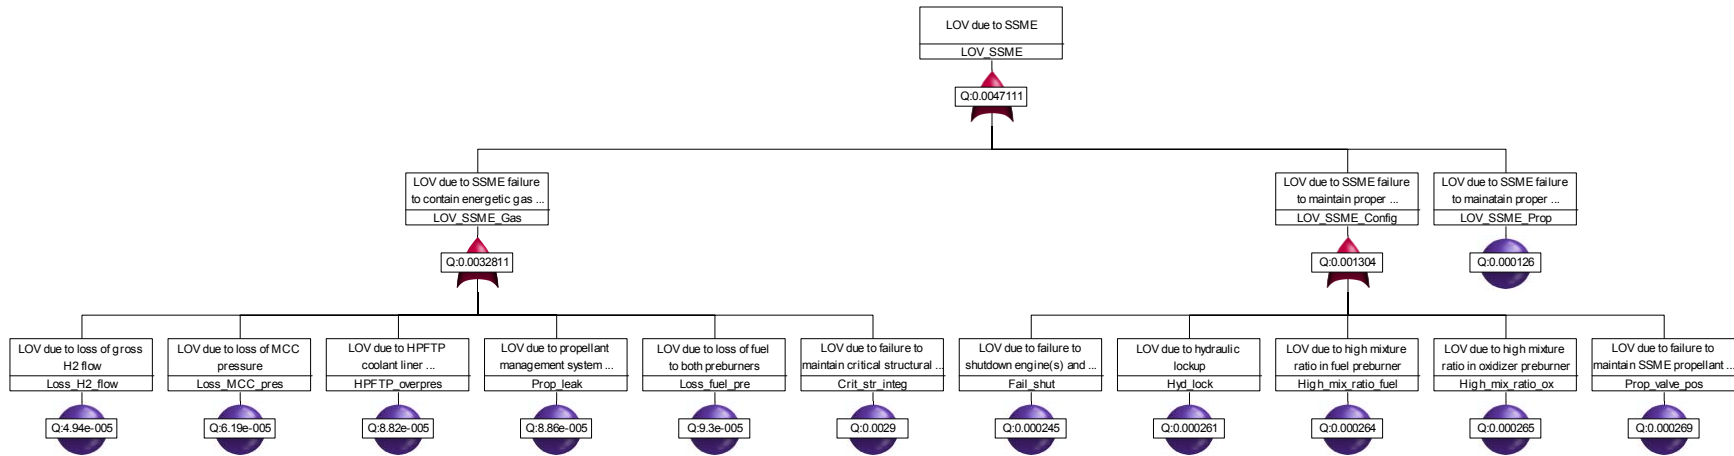 LOV due to SSME
LOV_SSME
Q:0.0047111
LOV due to SSME failure
to contain energetic gas ...
LOV_SSME_Gas
Q:0.0032811
LOV due to SSME failure
to maintain proper ...
LOV_SSME_Config
Q:0.001304
LOV due to SSME failure
to mainatain proper ...
LOV_SSME_Prop
Q:0.000126
LOV due to loss of gross
H2 flow
Loss_H2_flow
Q:4.94e-005
LOV due to loss of MCC
pressure
Loss_MCC_pres
Q:6.19e-005
LOV due to HPFTP
coolant liner ...
HPFTP_overpres
Q:8.82e-005
LOV due to propellant
management system ...
Prop_leak
Q:8.86e-005
LOV due to loss of fuel
to both preburners
Loss_fuel_pre
Q:9.3e-005
LOV due to failure to
maintain critical structural ...
Crit_str_integ
Q:0.0029
LOV due to failure to
shutdown engine(s) and ...
Fail_shut
Q:0.000245
LOV due to hydraulic
lockup
Hyd_lock
Q:0.000261
LOV due to high mixture
ratio in fuel preburner
High_mix_ratio_fuel
Q:0.000264
LOV due to high mixture
ratio in oxidizer preburner
High_mix_ratio_ox
Q:0.000265
LOV due to failure to
maintain SSME propellant ...
Prop_valve_pos
Q:0.000269